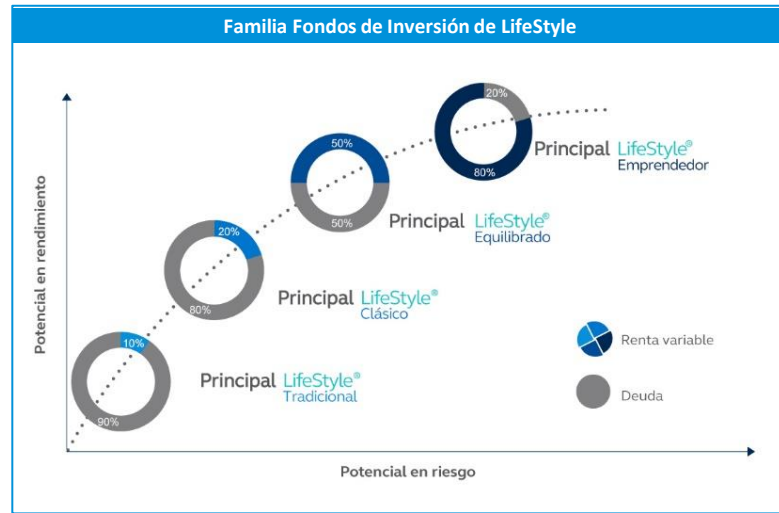 Familia Fondos de Inversión de LifeStyle
Potencial en rendimiento
20%
80%
Principal LifeStyle®
Emprendedor
50%
50%
Principal LifeStyle®
Equilibrado
20%
80%
Principal LifeStyle®
Clásico
10%
90%
Principal LifeStyle®
Tradicional
Renta variable
Deuda
Potencial en riesgo